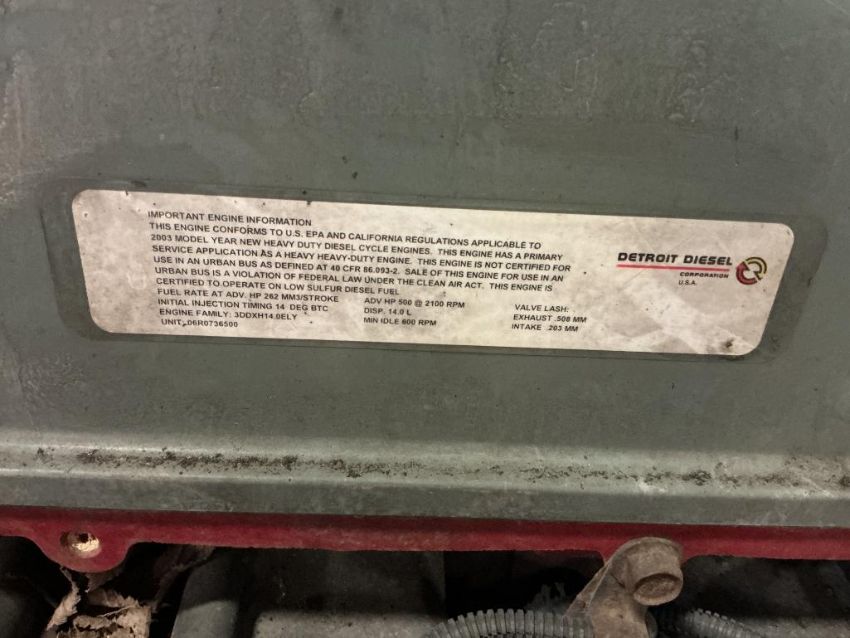 IMPORTANT ENGINE INFORMATION
THIS ENGINE CONFORMS TO U.S. EPA AND CALIFORNIA REGULATIONS APPLICABLE TO
2003 MODEL YEAR NEW HEAVY DUTY DIESEL CYCLE ENGINES. THIS ENGINE HAS A PRIMARY
SERVICE APPLICATION AS A HEAVY HEAVY-DUTY ENGINE. THIS ENGINE IS NOT CERTIFIED FOR
USE IN AN URBAN BUS AS DEFINED AT 40 CFR 86.093-2. SALE OF THIS ENGINE FOR USE IN AN
URBAN BUS IS A VIOLATION OF FEDERAL LAW UNDER THE CLEAN AIR ACT. THIS ENGINE IS
CERTIFIED TO OPERATE ON LOW SULFUR DIESEL FUEL
FUEL RATE AT ADV. HP 262 MM3/STROKE ADV HP 500 @ 2100 RPM VALVE LASH:
INITIAL INJECTION TIMING 14 DEG BTC DISP. 14.0 L EXHAUST .508 MM
ENGINE FAMILY: 3DDXH14.0ELY MIN IDLE 600 RPM INTAKE .203 MM
UNIT: 06R0736500
DETROIT DIESEL
CORPORATION
U.S.A.